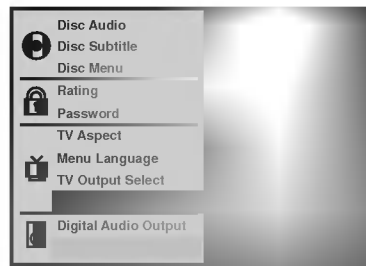 Disc Audio
Disc Subtitle
Disc Menu
Rating
Password
TV Aspect
Menu Language
TV Output Select
Digital Audio Output